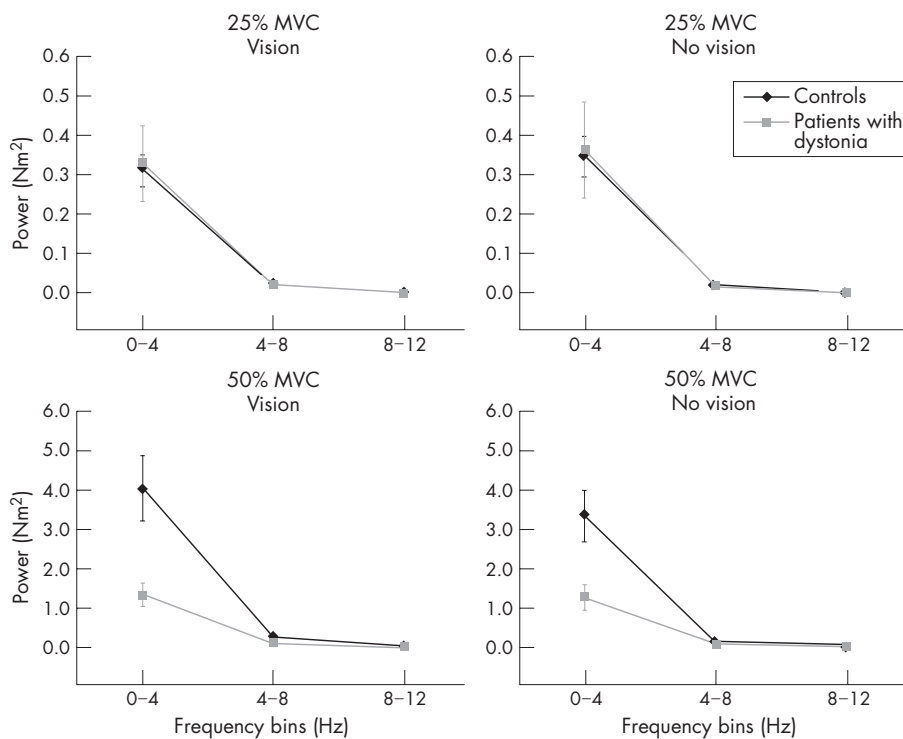 25% MVC
Vision
0.6
0.5
0.4
0.3
0.2
0.1
0.0
Power (Nm²)
0–4
4–8
8–12
25% MVC
No vision
0.6
0.5
0.4
0.3
0.2
0.1
0.0
Controls
Patients with
dystonia
0–4
4–8
8–12
50% MVC
Vision
6.0
5.0
4.0
3.0
2.0
1.0
0.0
Power (Nm²)
0–4
4–8
8–12
Frequency bins (Hz)
50% MVC
No vision
6.0
5.0
4.0
3.0
2.0
1.0
0.0
0–4
4–8
8–12
Frequency bins (Hz)